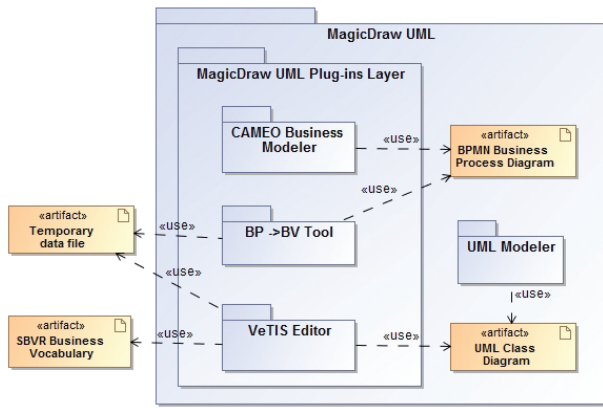 MagicDraw UML
MagicDraw UML Plug-ins Layer
CAMEO Business
Modeler
«use»
«artifact»
BPMN Business
Process Diagram
«use»
«artifact»
Temporary
data file
«use»
BP ->BV Tool
UML Modeler
«use»
«use»
«artifact»
SBVR Business
Vocabulary
«use»
VeTIS Editor
«use»
«artifact»
UML Class
Diagram